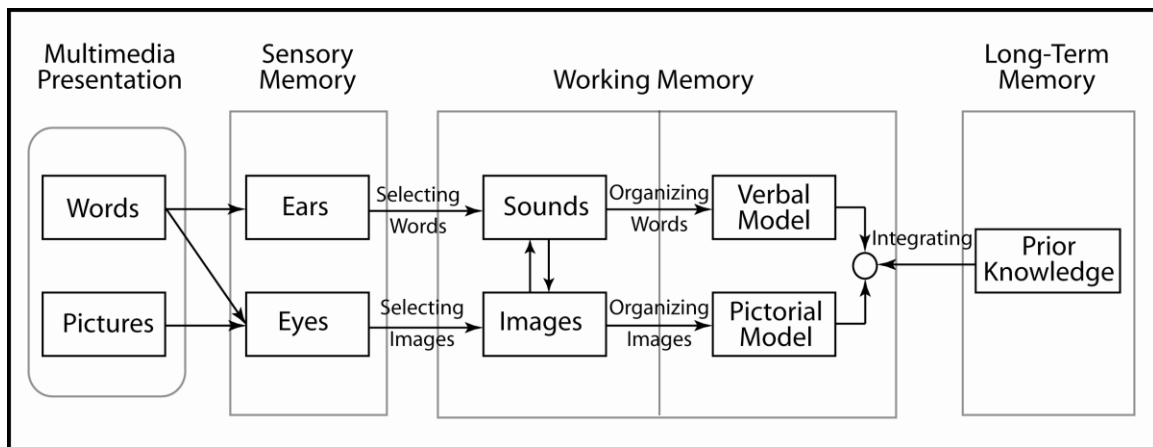 Multimedia
Presentation
Sensory
Memory
Working Memory
Long-Term
Memory
Words
Ears
Selecting
Words
Sounds
Organizing
Words
Verbal
Model
Integrating
Prior
Knowledge
Pictures
Eyes
Selecting
Images
Images
Organizing
Images
Pictorial
Model